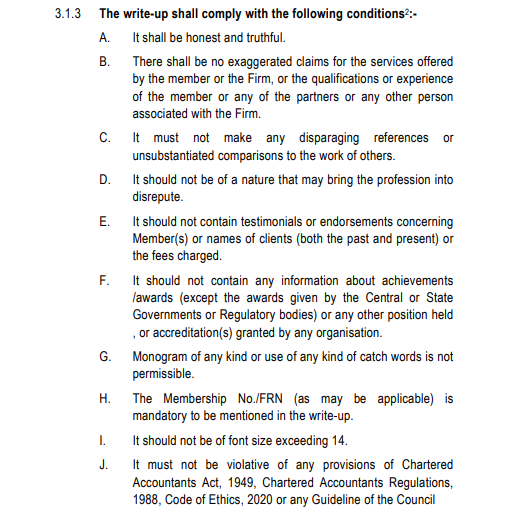 3.1.3 The write-up shall comply with the following conditions²:-
A. It shall be honest and truthful.
B. There shall be no exaggerated claims for the services offered
by the member or the Firm, or the qualifications or experience
of the member or any of the partners or any other person
associated with the Firm.
C. It must not make any disparaging references or
unsubstantiated comparisons to the work of others.
D. It should not be of a nature that may bring the profession into
disrepute.
E. It should not contain testimonials or endorsements concerning
Member(s) or names of clients (both the past and present) or
the fees charged.
F. It should not contain any information about achievements
/awards (except the awards given by the Central or State
Governments or Regulatory bodies) or any other position held
, or accreditation(s) granted by any organisation.
G. Monogram of any kind or use of any kind of catch words is not
permissible.
H. The Membership No./FRN (as may be applicable) is
mandatory to be mentioned in the write-up.
I. It should not be of font size exceeding 14.
J. It must not be violative of any provisions of Chartered
Accountants Act, 1949, Chartered Accountants Regulations,
1988, Code of Ethics, 2020 or any Guideline of the Council